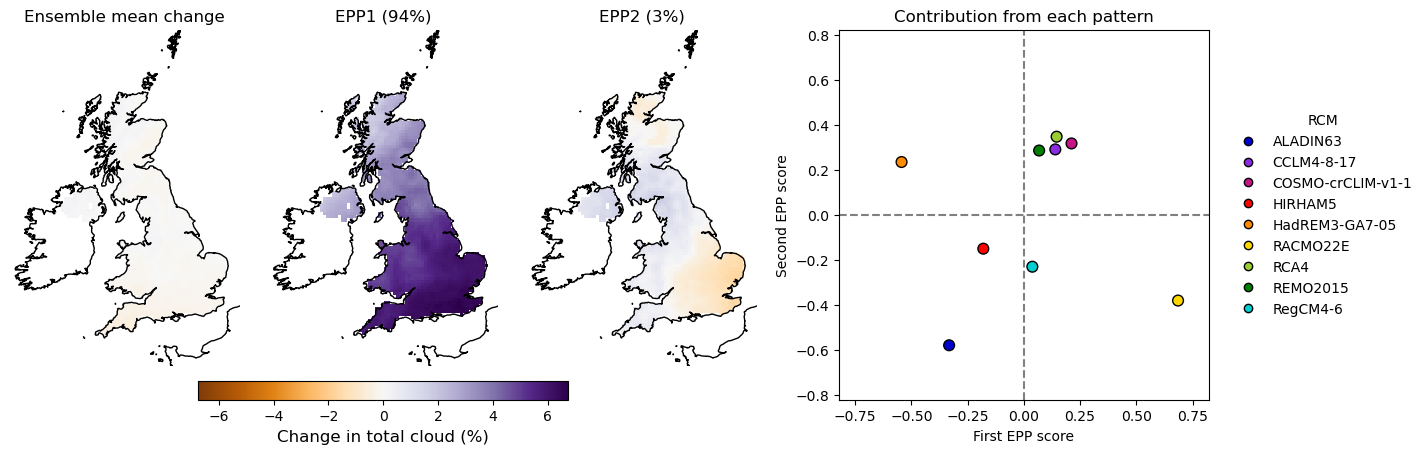 Ensemble mean change
EPP1 (94%)
EPP2 (3%)
−6 −4 −2 0 2 4 6
Change in total cloud (%)
Contribution from each pattern
0.8
0.6
0.4
0.2
0.0
−0.2
−0.4
−0.6
−0.8
Second EPP score
−0.75 −0.50 −0.25 0.00 0.25 0.50 0.75
First EPP score
RCM
ALADIN63
CCLM4-8-17
COSMO-crCLIM-v1-1
HIRHAM5
HadREM3-GA7-05
RACMO22E
RCA4
REMO2015
RegCM4-6